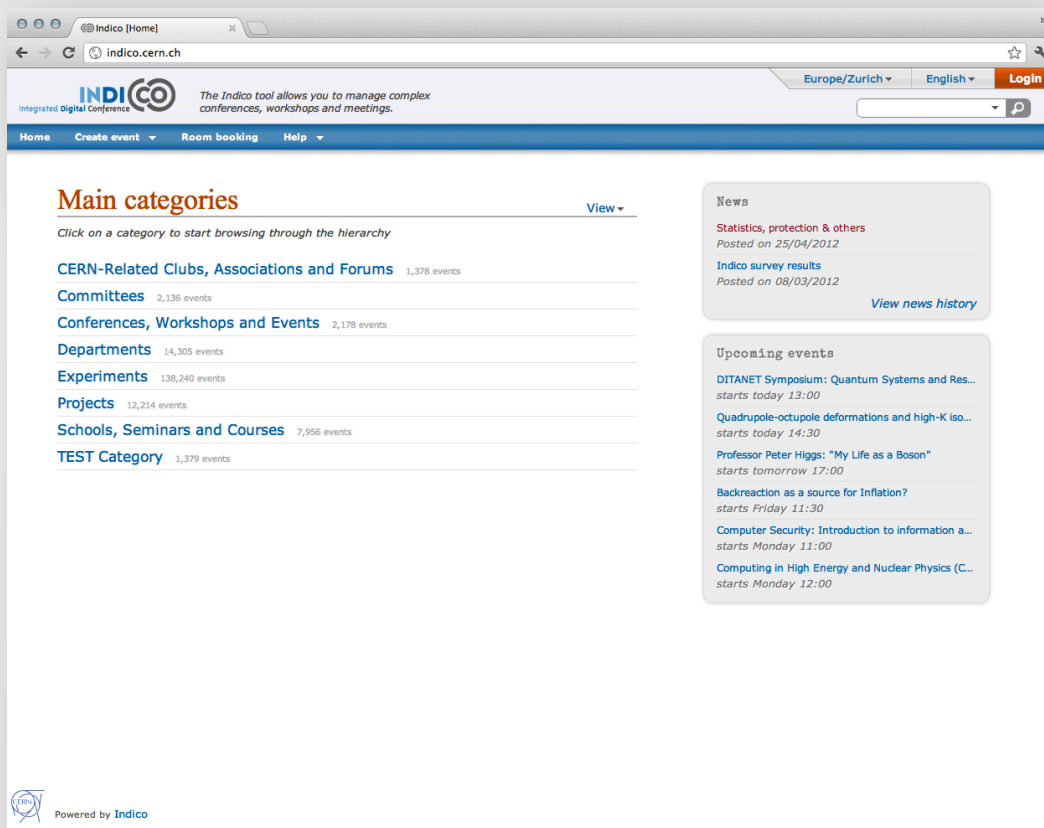 Indico [Home]
indico.cern.ch
INDICO
Integrated Digital Conference
The Indico tool allows you to manage complex
conferences, workshops and meetings.
Europe/Zurich
English
Login
Home
Create event
Room booking
Help
Main categories
View
Click on a category to start browsing through the hierarchy
CERN-Related Clubs, Associations and Forums 1,378 events
Committees 2,136 events
Conferences, Workshops and Events 2,178 events
Departments 14,305 events
Experiments 138,240 events
Projects 12,214 events
Schools, Seminars and Courses 7,956 events
TEST Category 1,379 events
News
Statistics, protection & others
Posted on 25/04/2012
Indico survey results
Posted on 08/03/2012
View news history
Upcoming events
DITANET Symposium: Quantum Systems and Res...
starts today 13:00
Quadrupole-octupole deformations and high-K iso...
starts today 14:30
Professor Peter Higgs: "My Life as a Boson"
starts tomorrow 17:00
Backreaction as a source for Inflation?
starts Friday 11:30
Computer Security: Introduction to information a...
starts Monday 11:00
Computing in High Energy and Nuclear Physics (C...
starts Monday 12:00
CERN
Powered by Indico